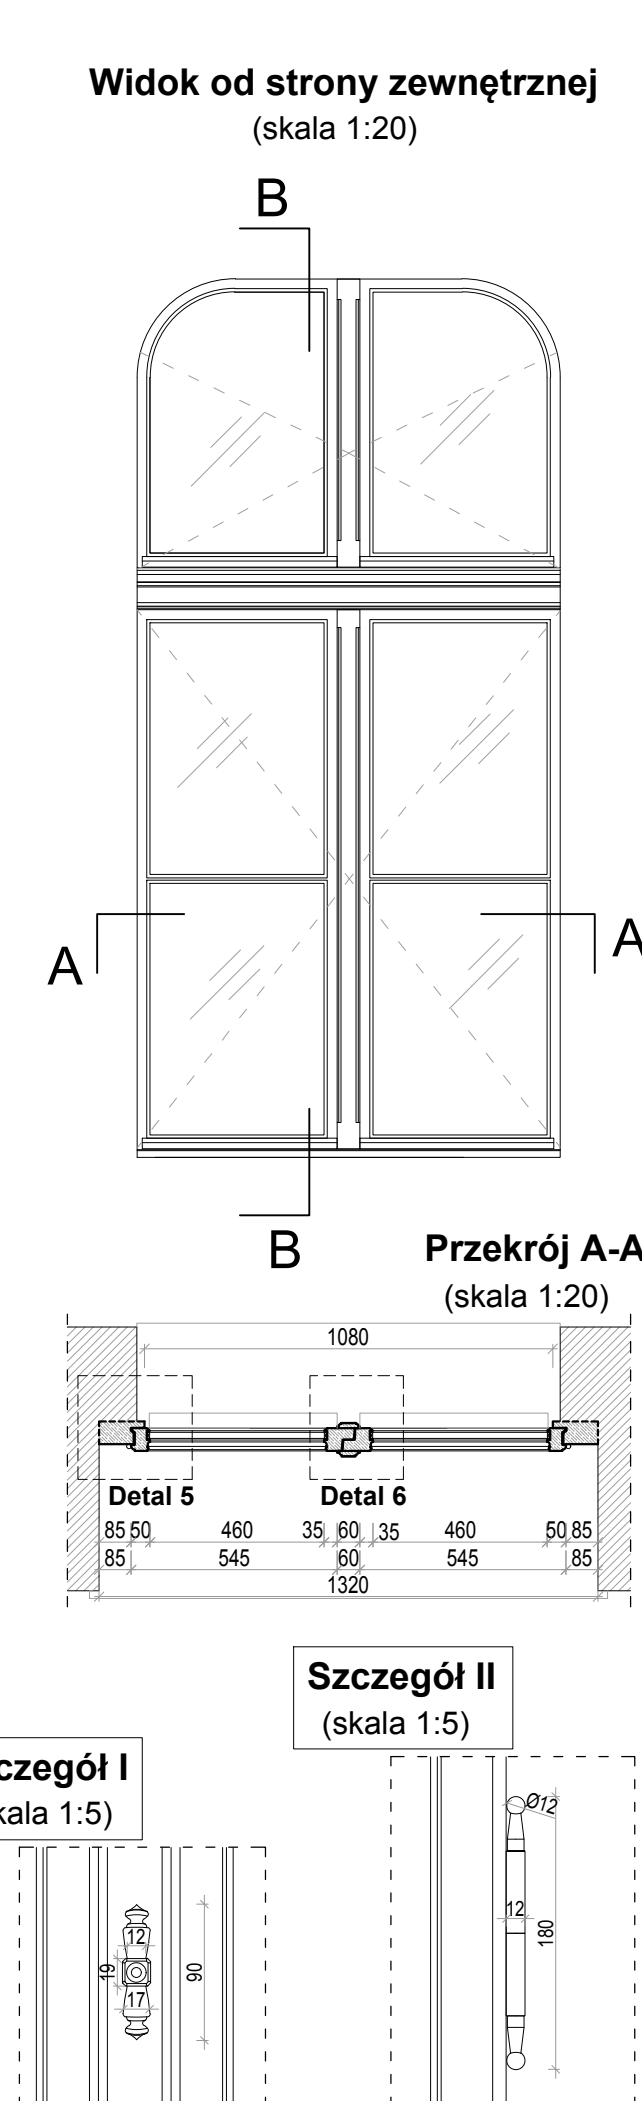 Widok od strony zewnętrznej
(skala 1:20)
B
A
A
B
Przekrój A-A
(skala 1:20)
1080
Detal 5
Detal 6
85 50 460 35 60 35 460 50 85
85 545 60 545 85
1320
Szczegół II
(skala 1:5)
czegół I
kala 1:5)
Ø12
12
180
12
19
17
90